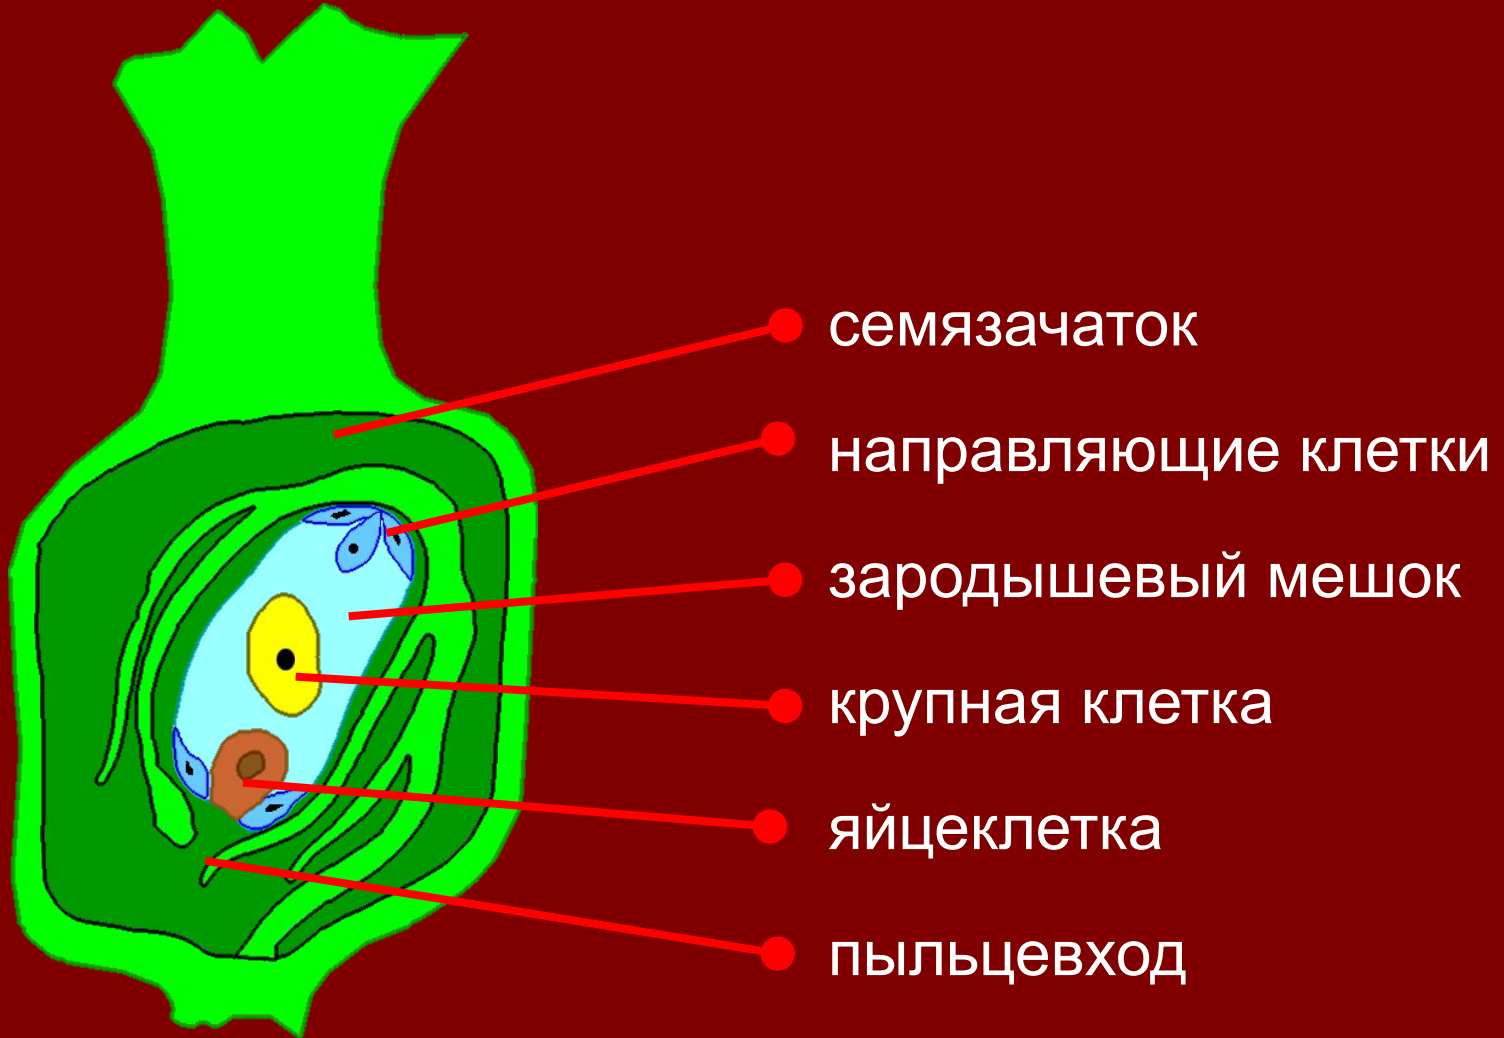 семязачаток
направляющие клетки
зародышевый мешок
крупная клетка
яйцеклетка
пыльцевход